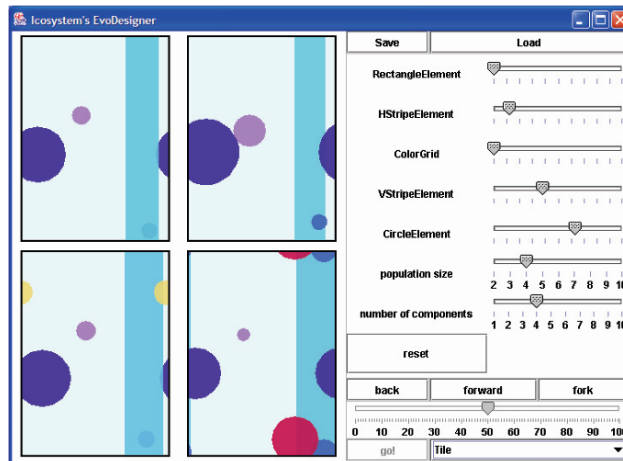 Icosystem's EvoDesigner
Save Load
RectangleElement
HStripeElement
ColorGrid
VStripeElement
CircleElement
population size
2 3 4 5 6 7 8 9 10
number of components
1 2 3 4 5 6 7 8 9 10
reset
back forward fork
0 10 20 30 40 50 60 70 80 90 100
go! Tile